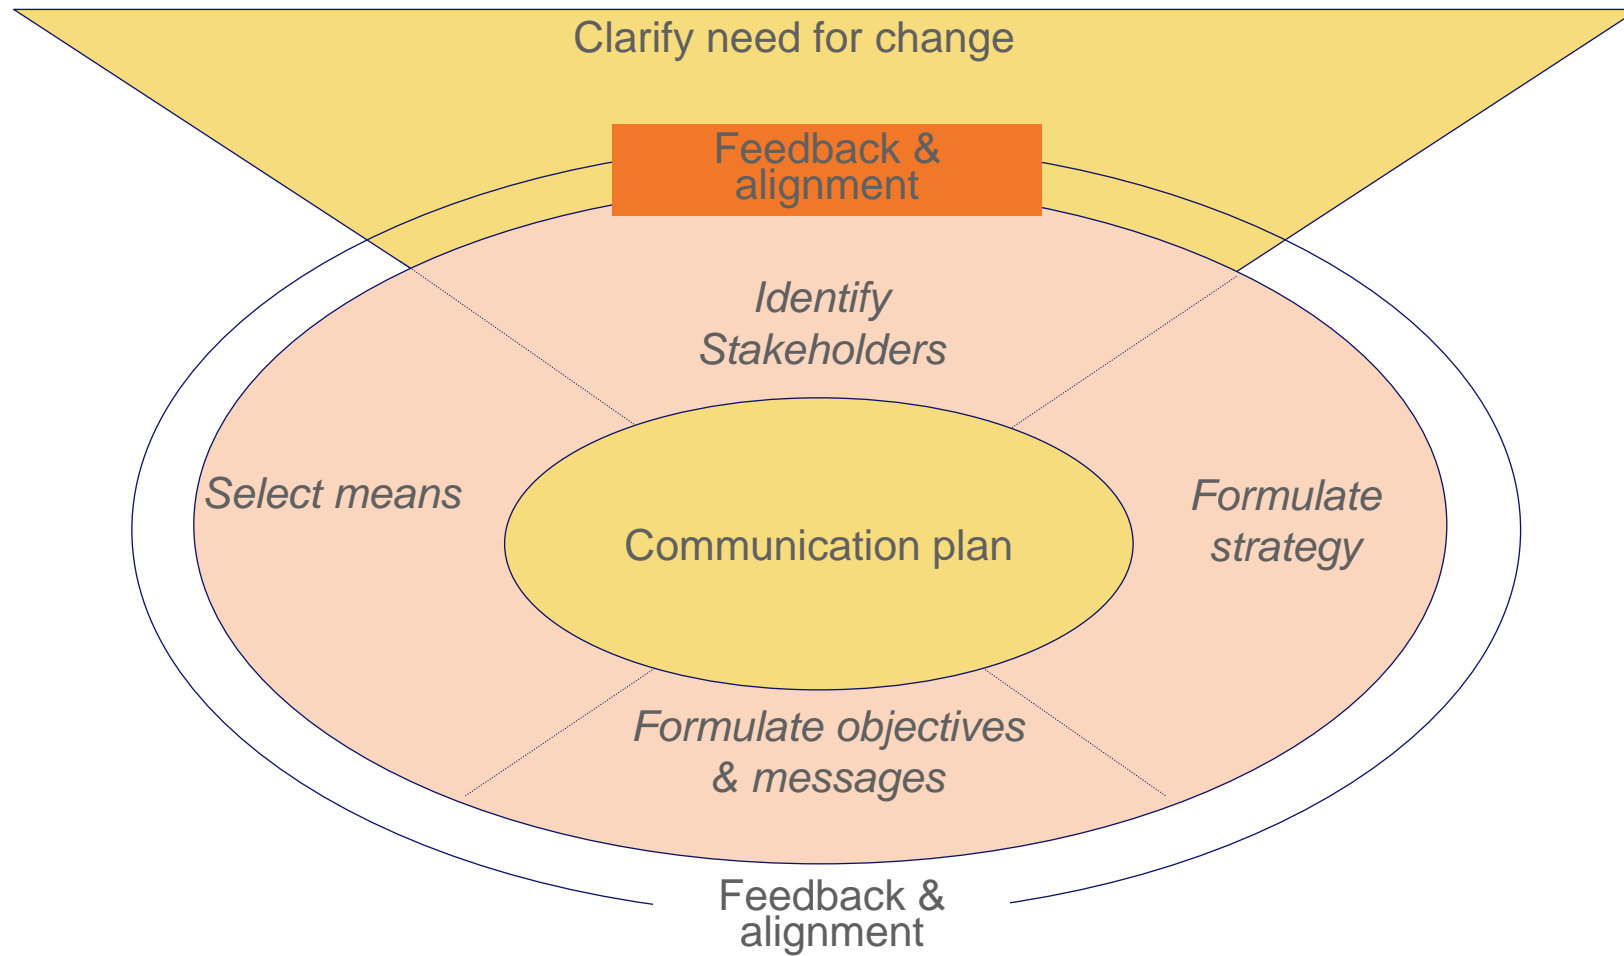 Clarify need for change
Feedback &
alignment
Identify
Stakeholders
Select means
Formulate
strategy
Communication plan
Formulate objectives
& messages
Feedback &
alignment